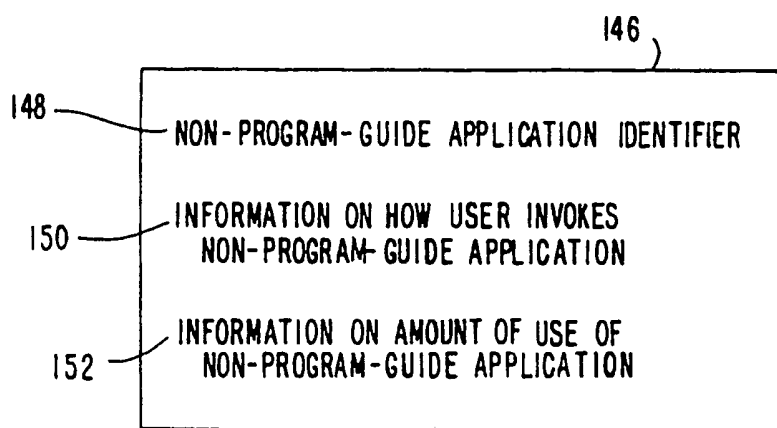 146
148
NON-PROGRAM-GUIDE APPLICATION IDENTIFIER
150
INFORMATION ON HOW USER INVOKES
NON-PROGRAM-GUIDE APPLICATION
152
INFORMATION ON AMOUNT OF USE OF
NON-PROGRAM-GUIDE APPLICATION